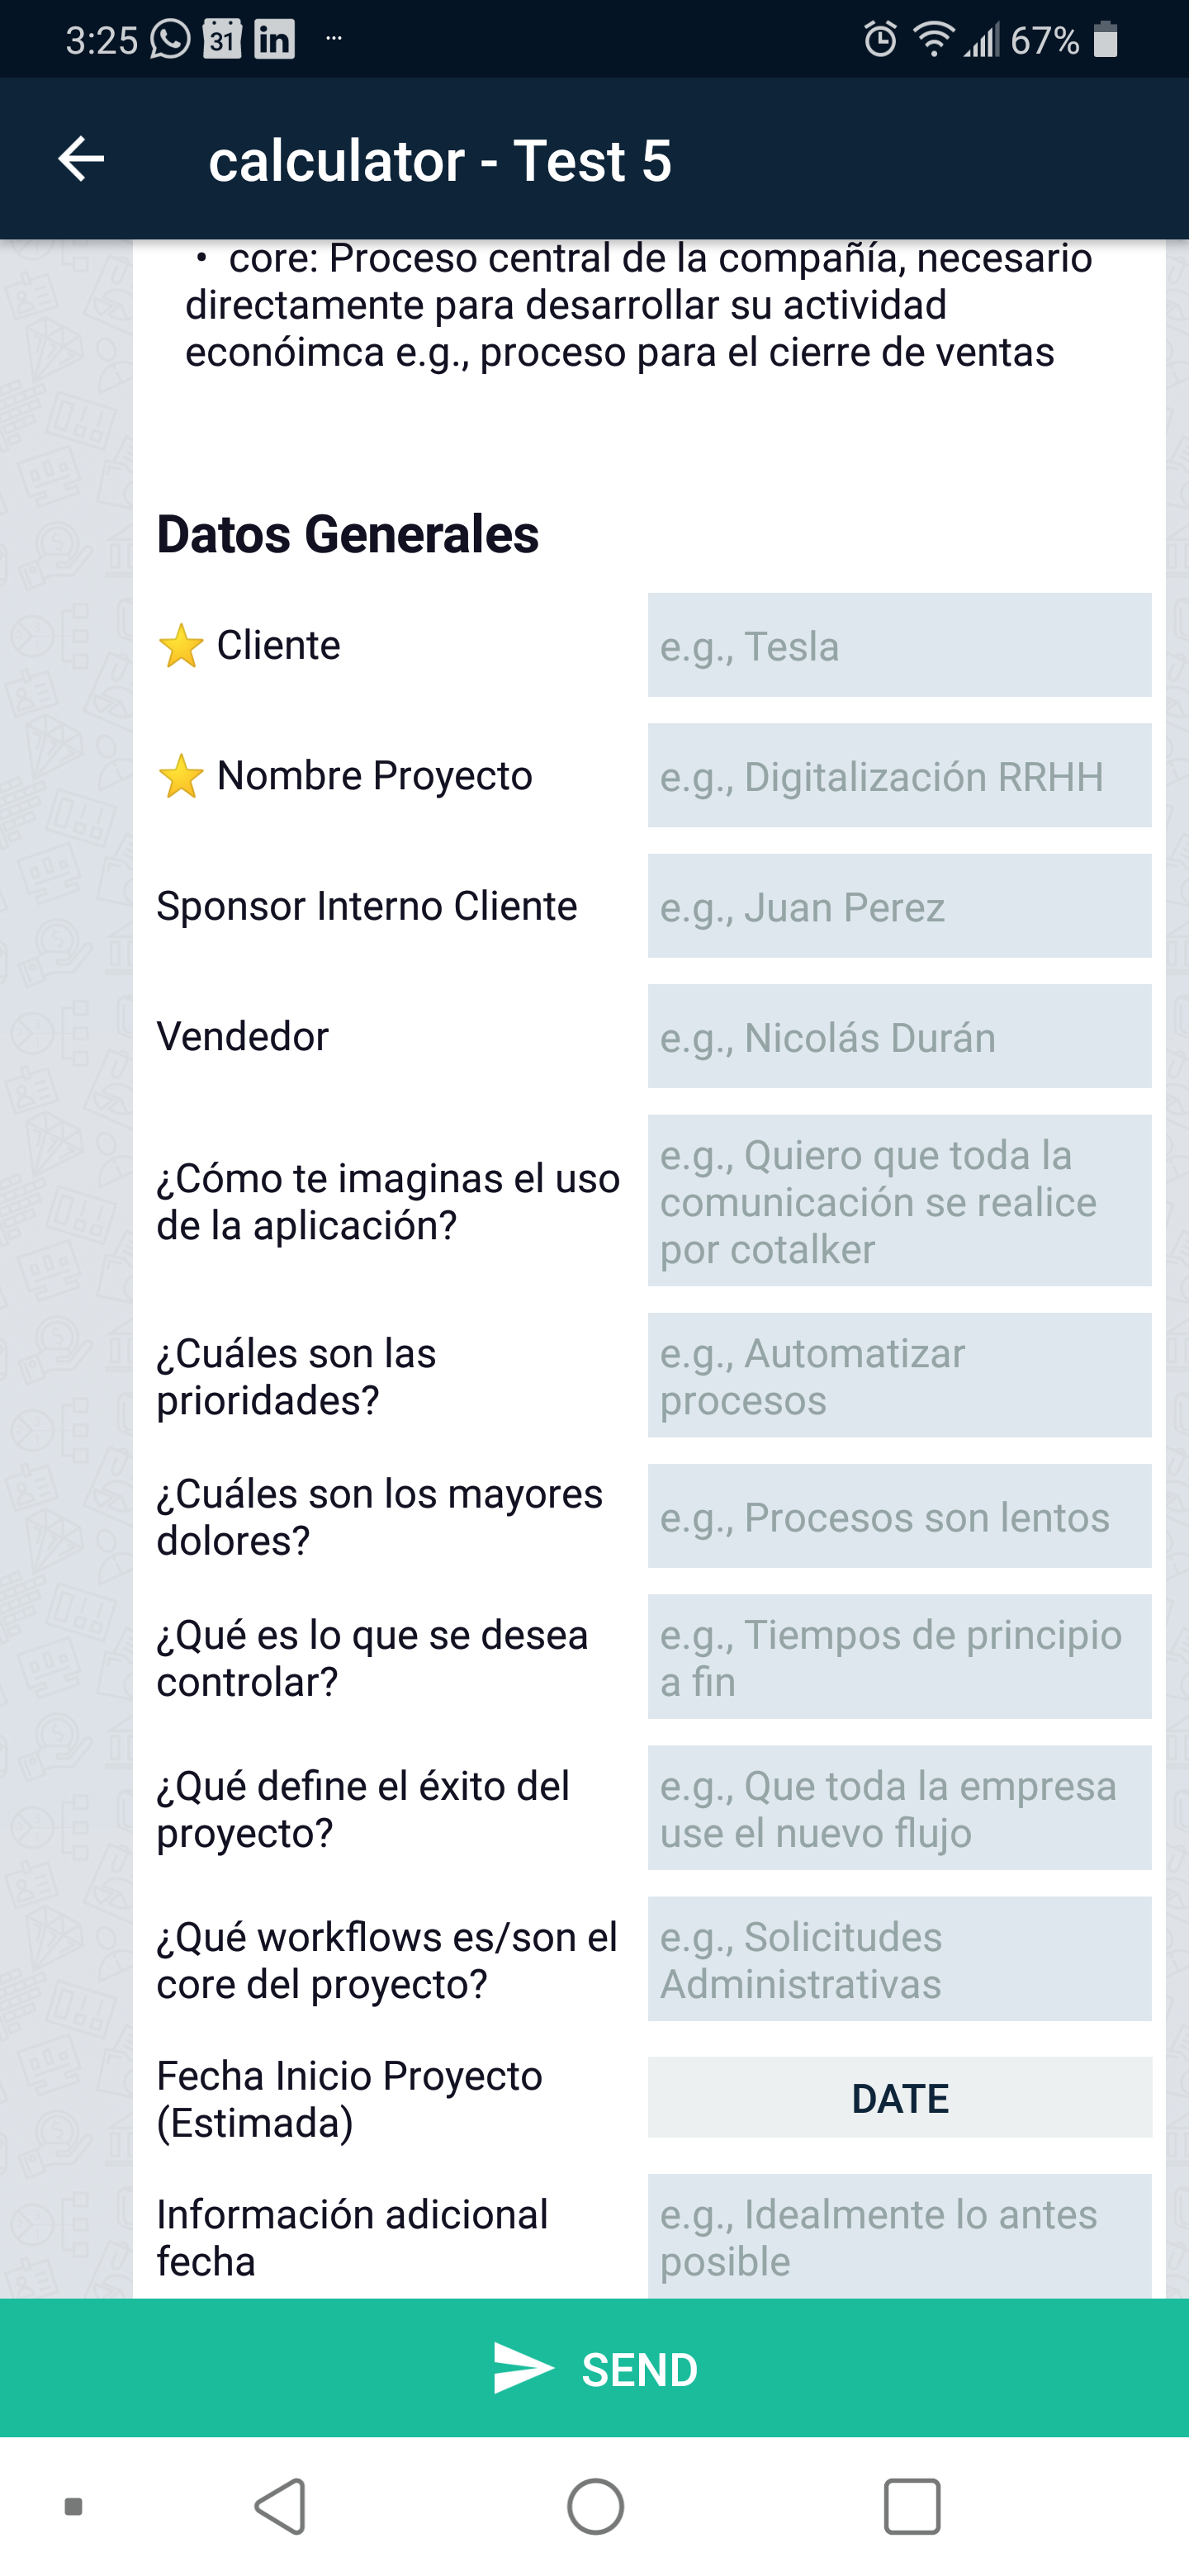 3:25 31 in ... 67%
calculator - Test 5
• core: Proceso central de la compañía, necesario
directamente para desarrollar su actividad
econóimca e.g., proceso para el cierre de ventas
Datos Generales
Cliente
e.g., Tesla
Nombre Proyecto
e.g., Digitalización RRHH
Sponsor Interno Cliente
e.g., Juan Perez
Vendedor
e.g., Nicolás Durán
¿Cómo te imaginas el uso
de la aplicación?
e.g., Quiero que toda la
comunicación se realice
por cotalker
¿Cuáles son las
prioridades?
e.g., Automatizar
procesos
¿Cuáles son los mayores
dolores?
e.g., Procesos son lentos
¿Qué es lo que se desea
controlar?
e.g., Tiempos de principio
a fin
¿Qué define el éxito del
proyecto?
e.g., Que toda la empresa
use el nuevo flujo
¿Qué workflows es/son el
core del proyecto?
e.g., Solicitudes
Administrativas
Fecha Inicio Proyecto
(Estimada)
DATE
Información adicional
fecha
e.g., Idealmente lo antes
posible
SEND